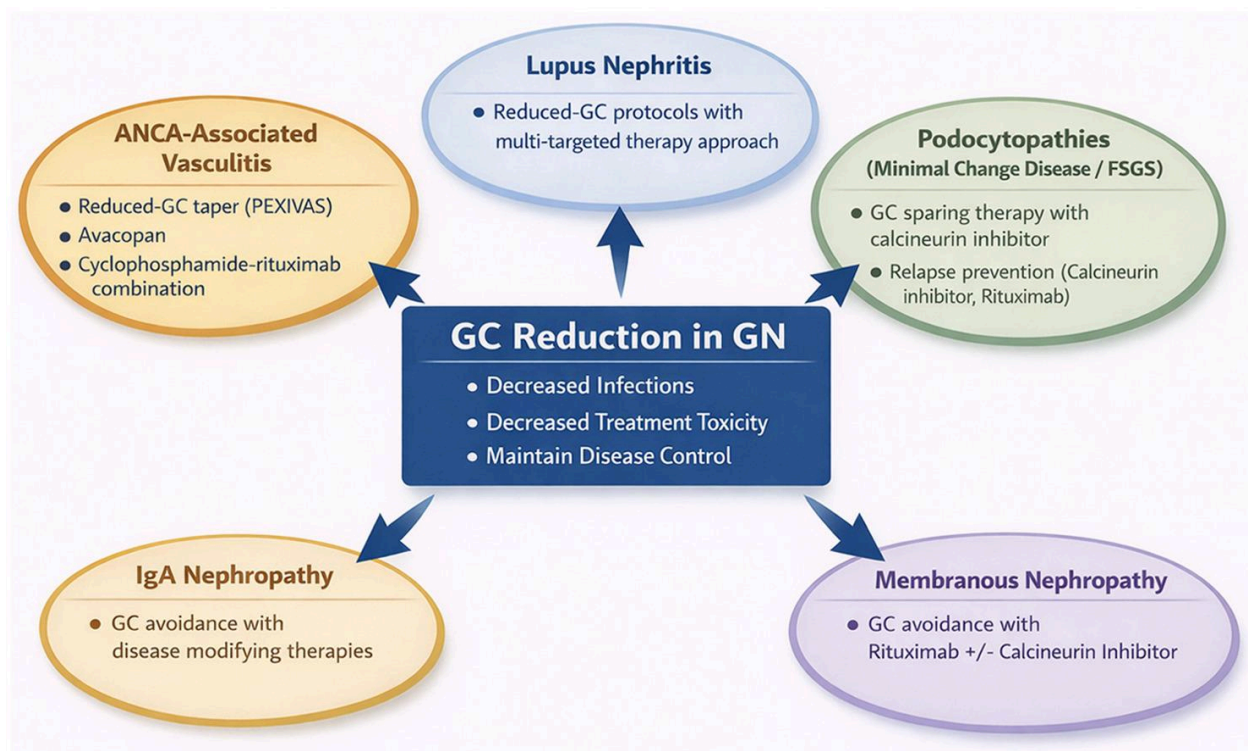 Lupus Nephritis
• Reduced-GC protocols with
multi-targeted therapy approach
ANCA-Associated
Vasculitis
• Reduced-GC taper (PEXIVAS)
• Avacopan
• Cyclophosphamide-rituximab
combination
Podocytopathies
(Minimal Change Disease / FSGS)
• GC sparing therapy with
calcineurin inhibitor
• Relapse prevention (Calcineurin
inhibitor, Rituximab)
GC Reduction in GN
• Decreased Infections
• Decreased Treatment Toxicity
• Maintain Disease Control
IgA Nephropathy
• GC avoidance with
disease modifying therapies
Membranous Nephropathy
• GC avoidance with
Rituximab +/- Calcineurin Inhibitor